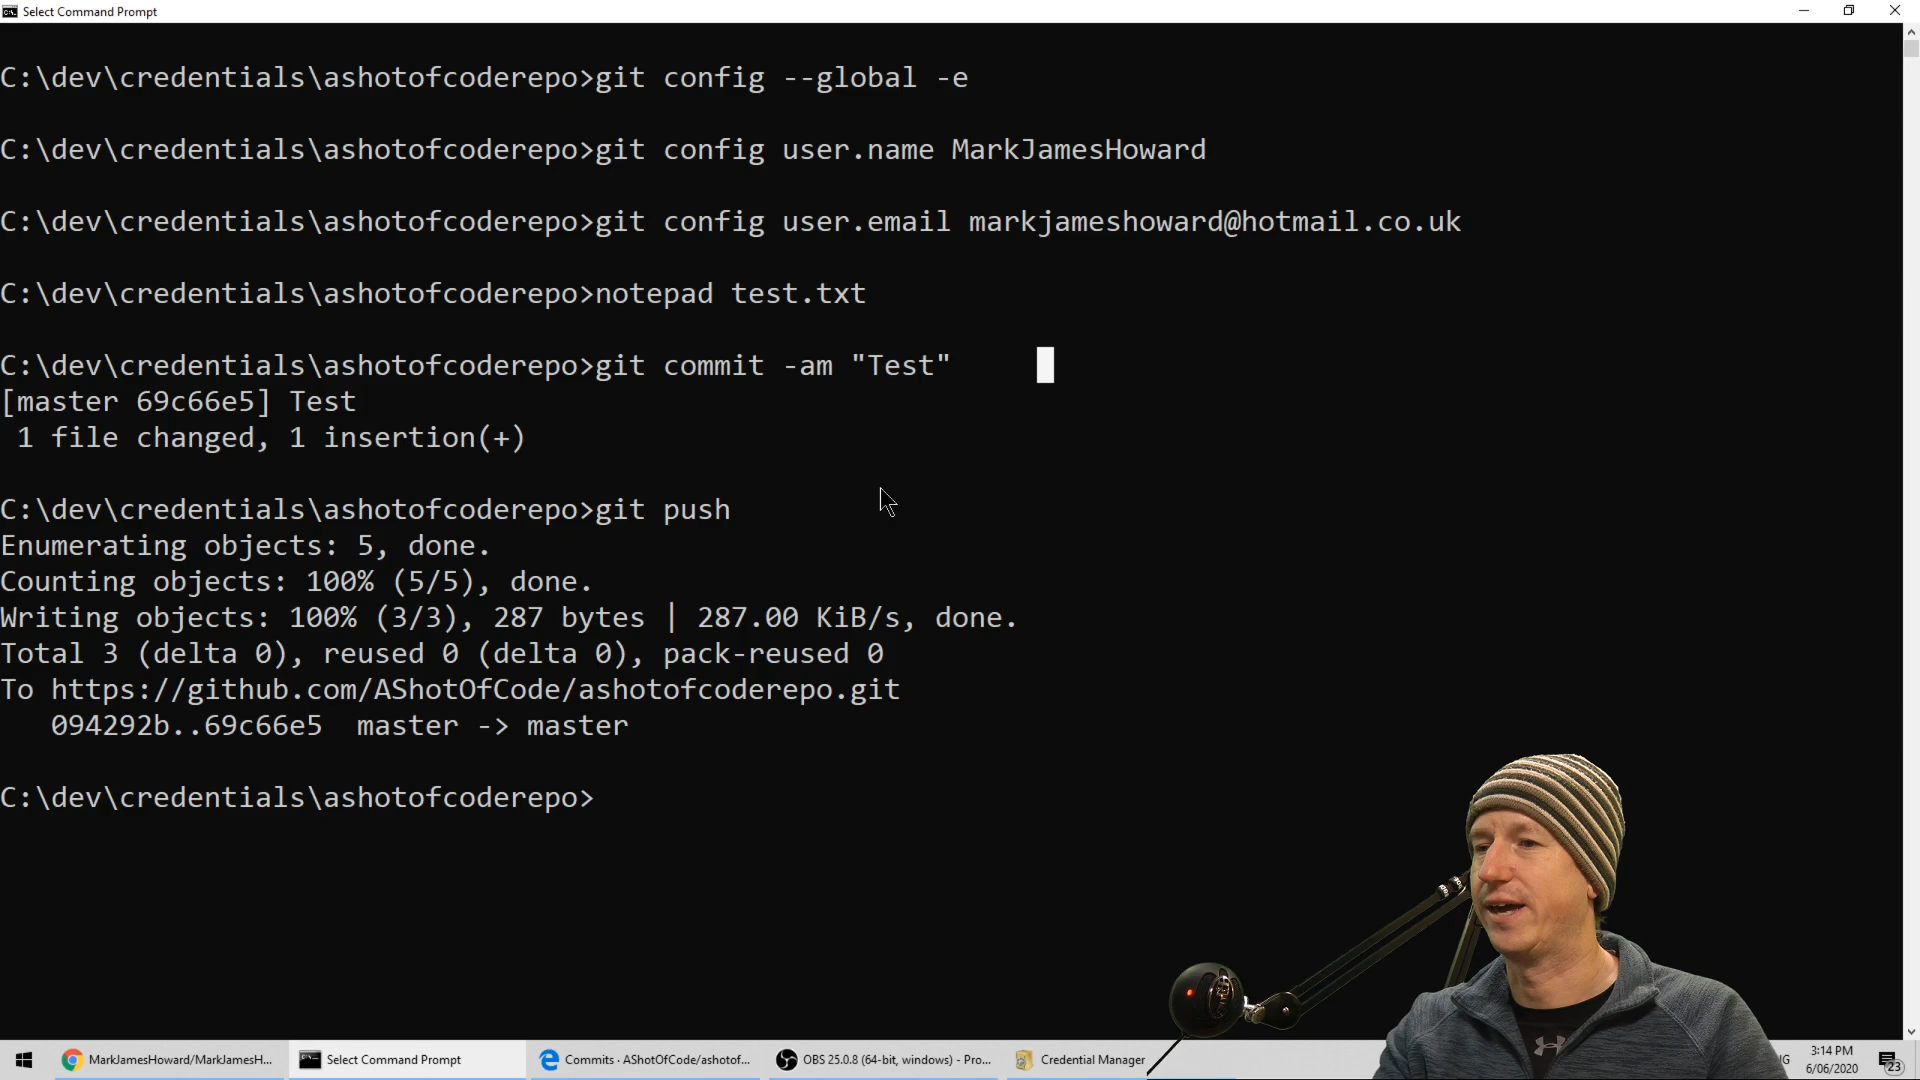 Select Command Prompt
C:\dev\credentials\ashotofcoderepo>git config --global -e
C:\dev\credentials\ashotofcoderepo>git config user.name MarkJamesHoward
C:\dev\credentials\ashotofcoderepo>git config user.email markjameshoward@hotmail.co.uk
C:\dev\credentials\ashotofcoderepo>notepad test.txt
C:\dev\credentials\ashotofcoderepo>git commit -am "Test"
[master 69c66e5] Test
1 file changed, 1 insertion(+)
C:\dev\credentials\ashotofcoderepo>git push
Enumerating objects: 5, done.
Counting objects: 100% (5/5), done.
Writing objects: 100% (3/3), 287 bytes | 287.00 KiB/s, done.
Total 3 (delta 0), reused 0 (delta 0), pack-reused 0
To https://github.com/AShotOfCode/ashotofcoderepo.git
094292b..69c66e5  master -> master
C:\dev\credentials\ashotofcoderepo>
MarkJamesHoward/MarkJamesH...
Select Command Prompt
Commits · AShotOfCode/ashotof...
OBS 25.0.8 (64-bit, windows) - Pro...
Credential Manager
3:14 PM
6/06/2020
23